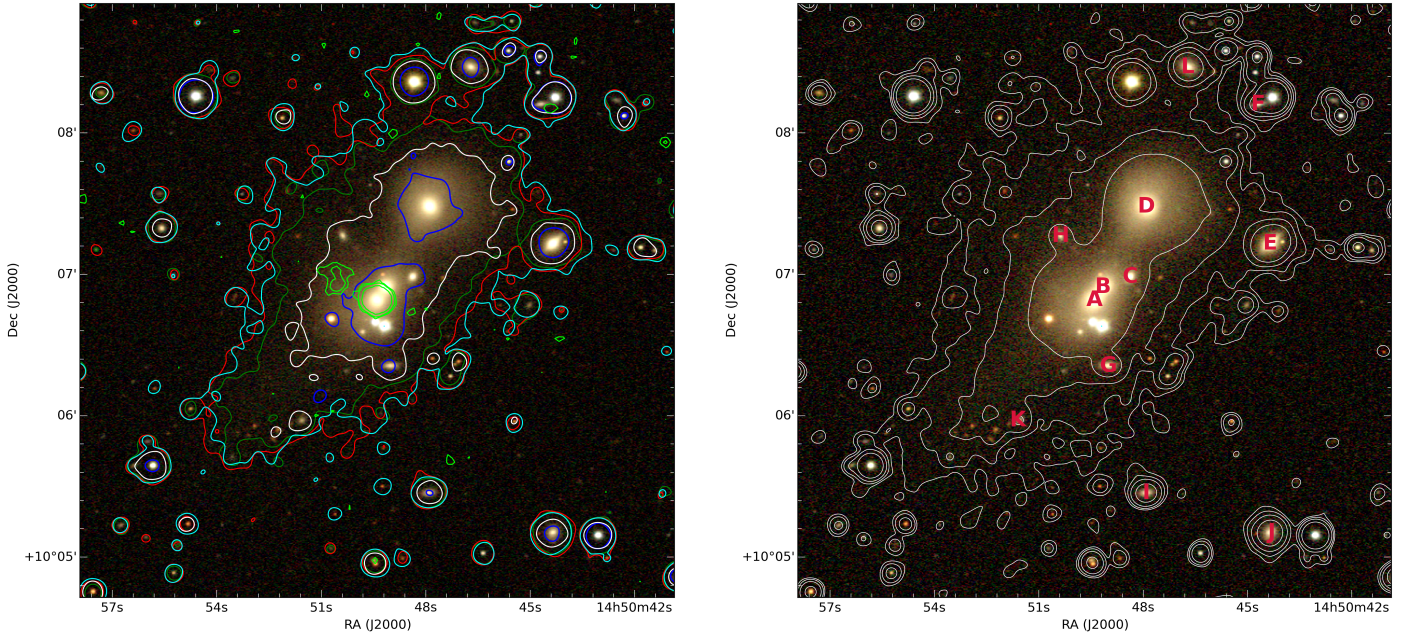 08'
07'
06'
+10°05'
Dec (J2000)
57s 54s 51s 48s 45s 14h50m42s
RA (J2000)
L
F
D
H
E
C
B
A
G
K
I
J
08'
07'
06'
+10°05'
Dec (J2000)
57s 54s 51s 48s 45s 14h50m42s
RA (J2000)